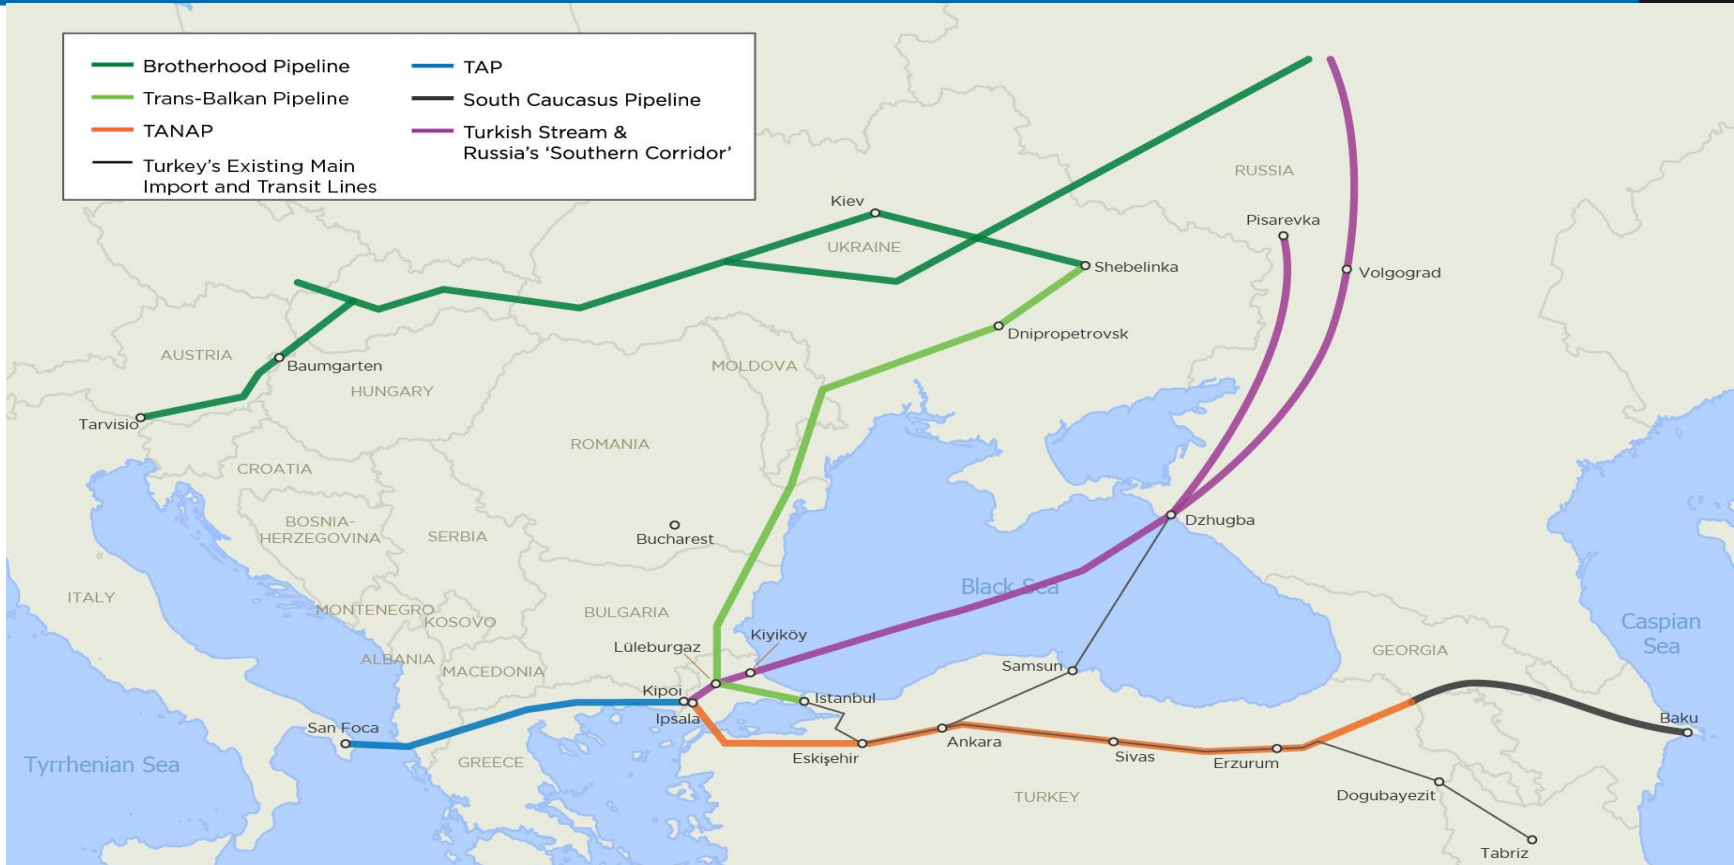 Brotherhood Pipeline
Trans-Balkan Pipeline
TANAP
Turkey's Existing Main
Import and Transit Lines
TAP
South Caucasus Pipeline
Turkish Stream &
Russia's 'Southern Corridor'
RUSSIA
Kiev
Pisarevka
UKRAINE
Shebelinka
Volgograd
Dnipropetrovsk
AUSTRIA
Baumgarten
MOLDOVA
HUNGARY
Tarvisio
ROMANIA
CROATIA
Dzhugba
BOSNIA-
HERZEGOVINA
SERBIA
Bucharest
Black Sea
ITALY
MONTENEGRO
KOSOVO
BULGARIA
Caspian
Sea
Kiyiköy
Lüleburgaz
GEORGIA
ALBANIA
MACEDONIA
Samsun
Kipoi
Istanbul
Ipsala
Baku
San Foca
Ankara
Eskişehir
Sivas
Erzurum
GREECE
Tyrrhenian Sea
TURKEY
Dogubayezit
Tabriz